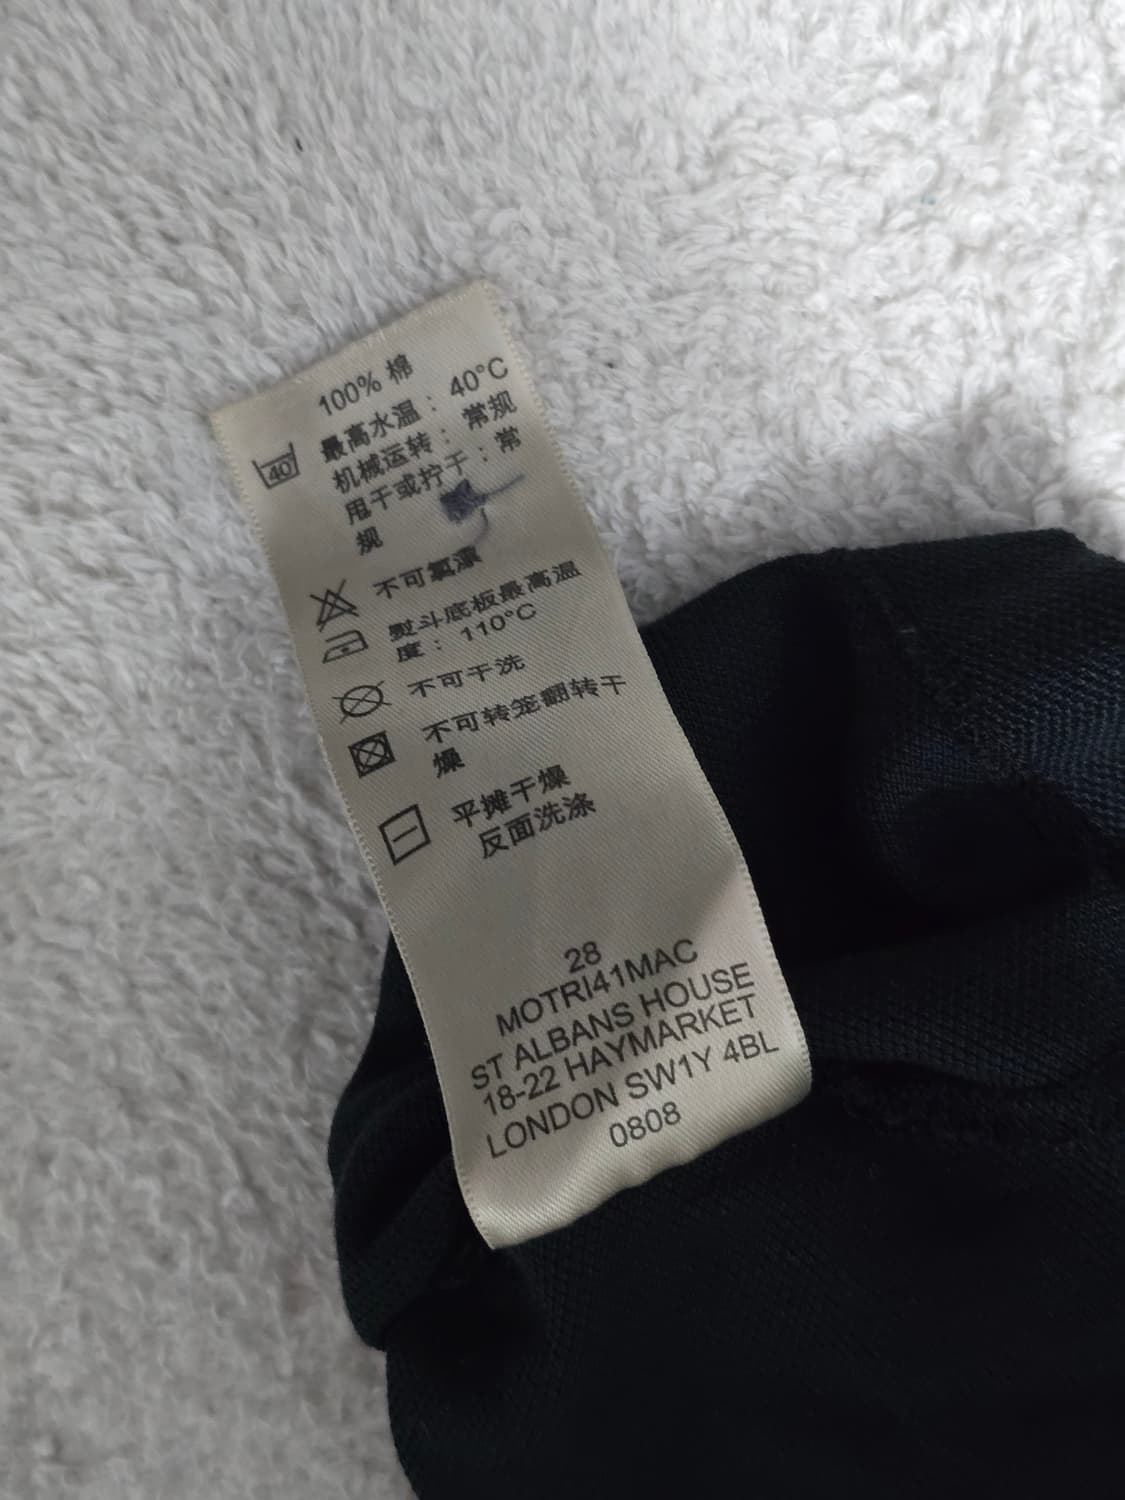 100% 棉
40
最高水温: 40°C
机械运转: 常规
甩干或拧干: 常
规
不可氯漂
熨斗底板最高温
度: 110°C
不可干洗
不可转笼翻转干
燥
平摊干燥
反面洗涤
28
MOTRI41MAC
ST ALBANS HOUSE
18-22 HAYMARKET
LONDON SW1Y 4BL
0808